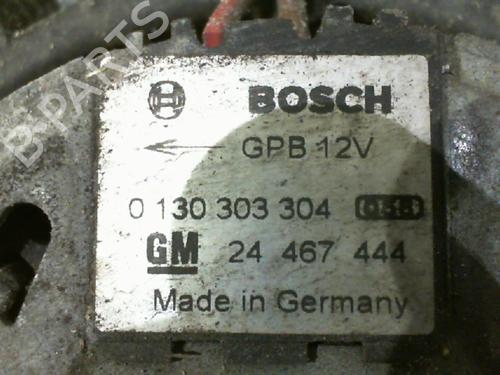 BOSCH
GPB 12V
0 130 303 304
GM 24 467 444
Made in Germany
B-PARTS